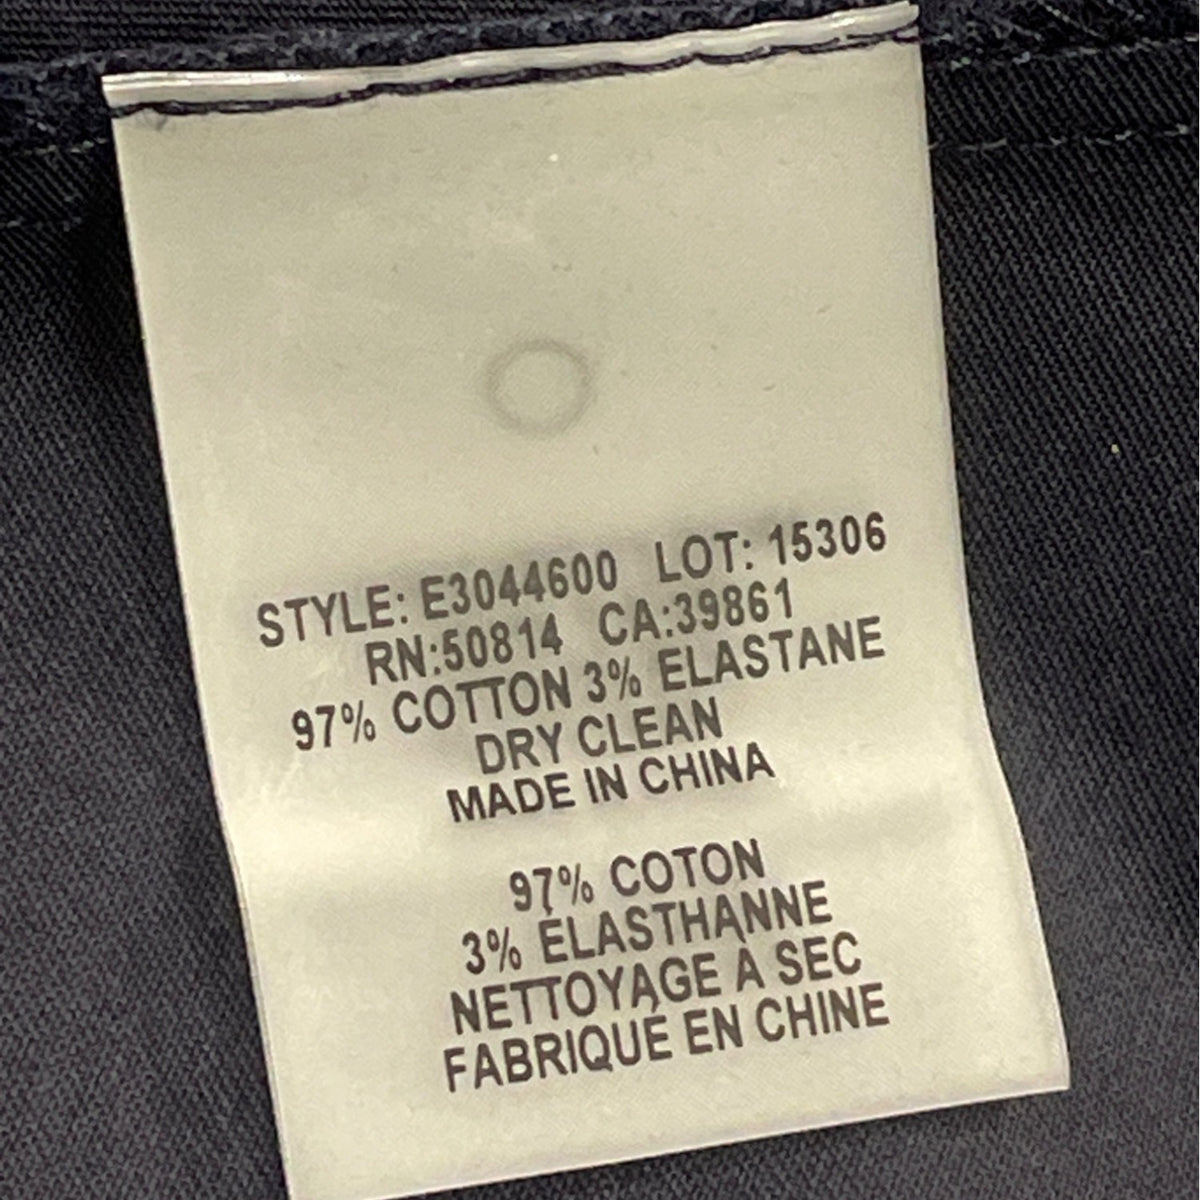 STYLE: E3044600 LOT: 15306
RN:50814 CA:39861
97% COTTON 3% ELASTANE
DRY CLEAN
MADE IN CHINA
97% COTON
3% ÉLASTHANNE
NETTOYAGE À SEC
FABRIQUÉ EN CHINE